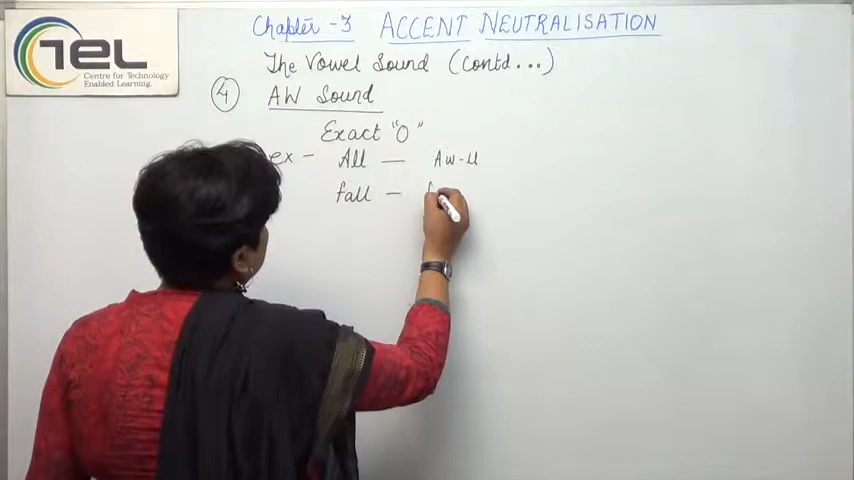 TEL
Centre for Technology
Enabled Learning
Chapter - 3 ACCENT NEUTRALISATION
The Vowel Sound (Contd...)
4 AW Sound
Exact "O"
ex - All — Aw-ll
fall - f